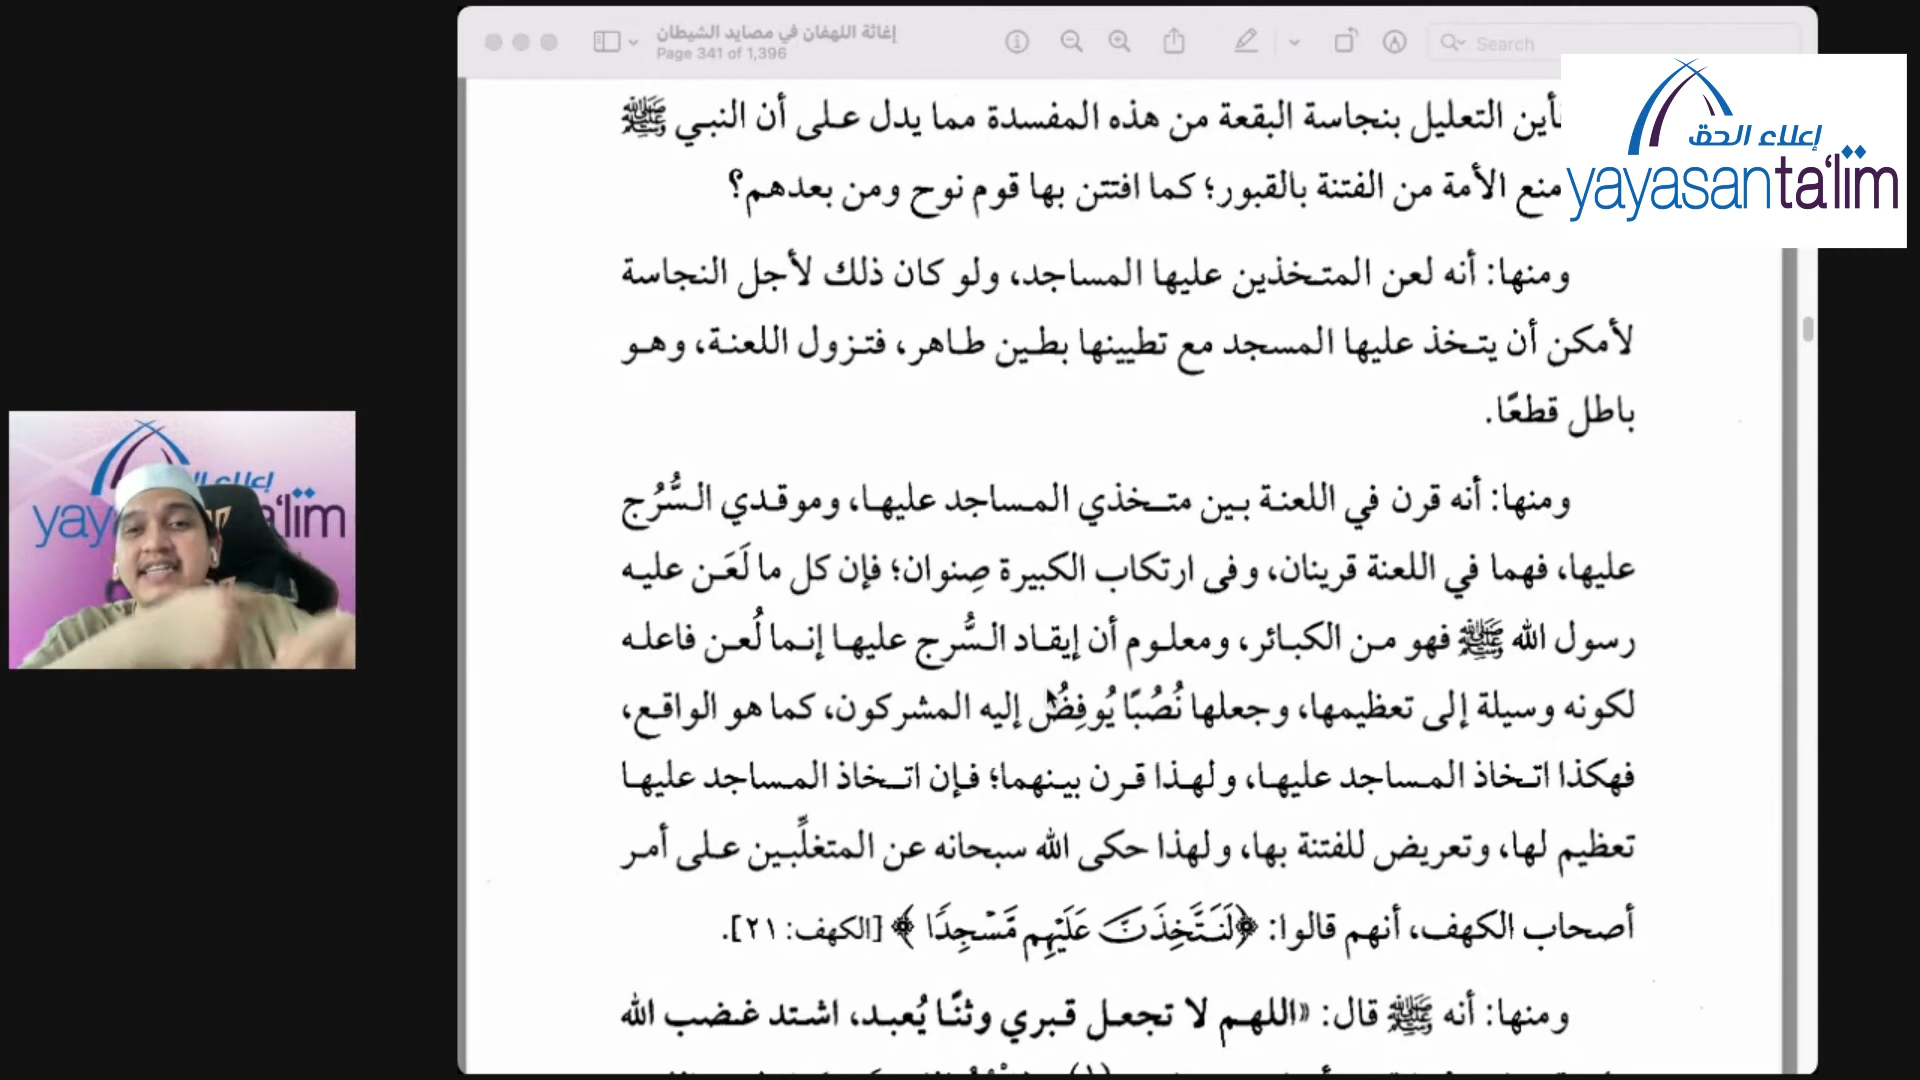 إغاثة اللهفان في مصايد الشيطان
Page 341 of 1,396
Search
إعلاء الحق
yayasanta'lim
فأين التعليل بنجاسة البقعة من هذه المفسدة مما يدل على أن النبي ﷺ
منع الأمة من الفتنة بالقبور؛ كما افتتن بها قوم نوح ومن بعدهم؟
ومنها: أنه لعن المتخذين عليها المساجد، ولو كان ذلك لأجل النجاسة
لأمكن أن يتخذ عليها المسجد مع تطيينها بطين طاهر، فتزول اللعنة، وهو
باطل قطعًا.
ومنها: أنه قرن في اللعنة بين متخذي المساجد عليها، وموقدي السُّرُج
عليها، فهما في اللعنة قرينان، وفى ارتكاب الكبيرة صِنوان؛ فإن كل ما لَعَن عليه
رسول الله ﷺ فهو من الكبائر، ومعلوم أن إيقاد السُّرج عليها إنما لُعن فاعله
لكونه وسيلة إلى تعظيمها، وجعلها نُصُبًا يُوفِضُ إليه المشركون، كما هو الواقع،
فهكذا اتخاذ المساجد عليها، ولهذا قرن بينهما؛ فإن اتخاذ المساجد عليها
تعظيم لها، وتعريض للفتنة بها، ولهذا حكى الله سبحانه عن المتغلِّبين على أمر
أصحاب الكهف، أنهم قالوا: ﴿لَنَتَّخِذَنَّ عَلَيْهِم مَّسْجِدًا﴾ [الكهف: ٢١].
ومنها: أنه ﷺ قال: «اللهم لا تجعل قبري وثنًا يُعبد، اشتد غضب الله